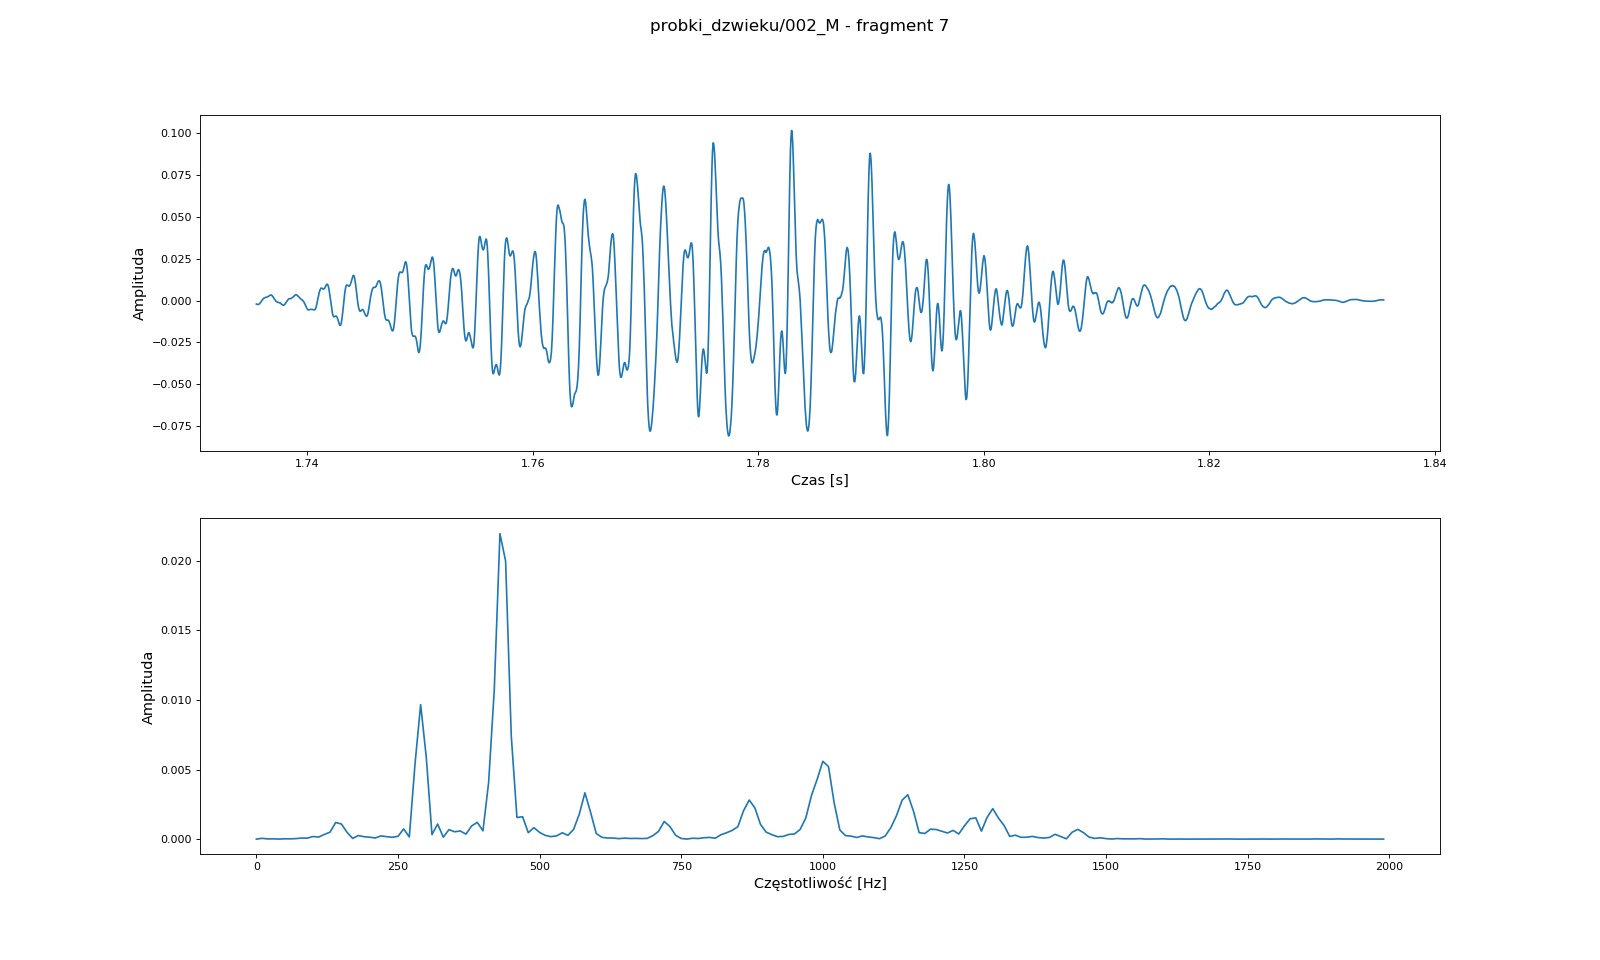 probki_dzwieku/002_M - fragment 7
Amplituda
0.100
0.075
0.050
0.025
0.000
−0.025
−0.050
−0.075
1.74 1.76 1.78 1.80 1.82 1.84
Czas [s]
Amplituda
0.020
0.015
0.010
0.005
0.000
0 250 500 750 1000 1250 1500 1750 2000
Częstotliwość [Hz]